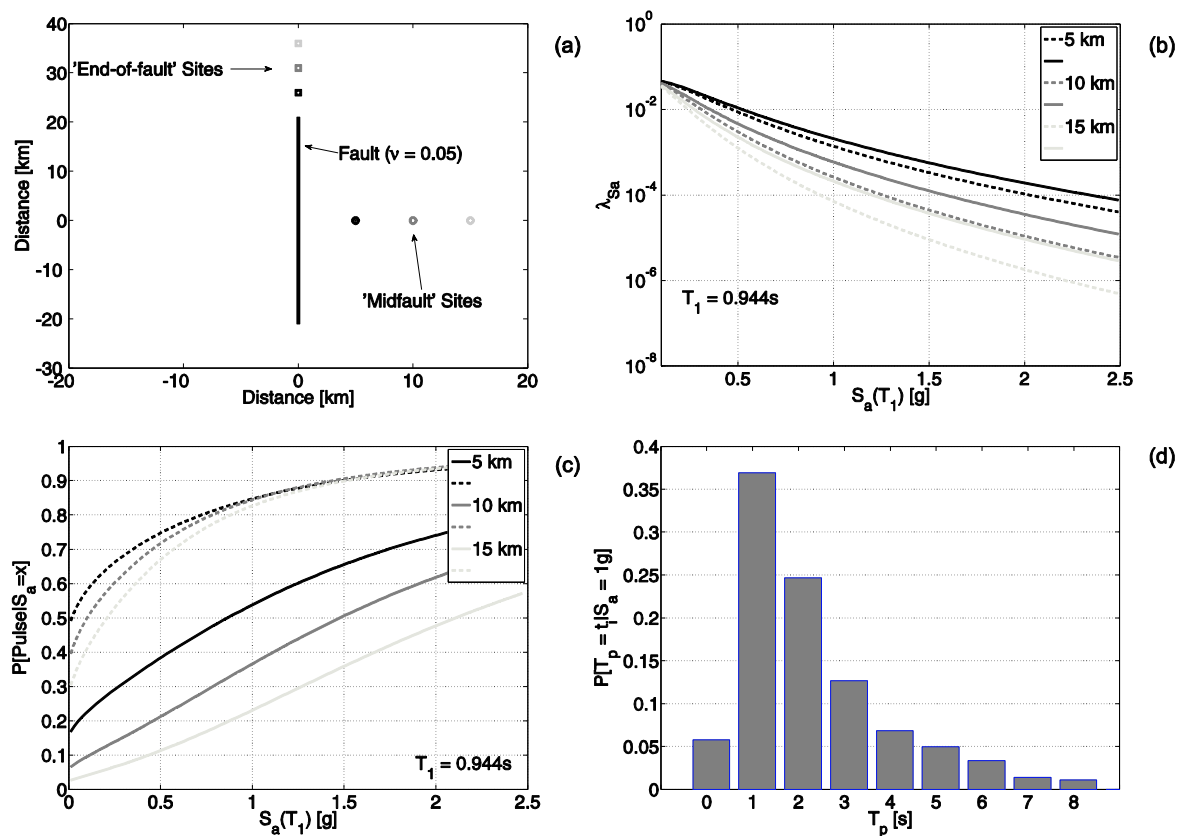 (a)
40
30
20
10
0
-10
-20
-30
Distance [km]
'End-of-fault' Sites
Fault (ν = 0.05)
'Midfault' Sites
-20 -10 0 10 20
Distance [km]
(b)
10^0
10^-2
10^-4
10^-6
10^-8
λ_Sa
5 km
10 km
15 km
T_1 = 0.944s
0.5 1 1.5 2 2.5
S_a(T_1) [g]
(c)
1
0.9
0.8
0.7
0.6
0.5
0.4
0.3
0.2
0.1
0
P[Pulse|S_a=x]
5 km
10 km
15 km
T_1 = 0.944s
0 0.5 1 1.5 2 2.5
S_a(T_1) [g]
(d)
0.4
0.35
0.3
0.25
0.2
0.15
0.1
0.05
0
P[T_p = t_i|S_a = 1g]
0 1 2 3 4 5 6 7 8
T_p [s]